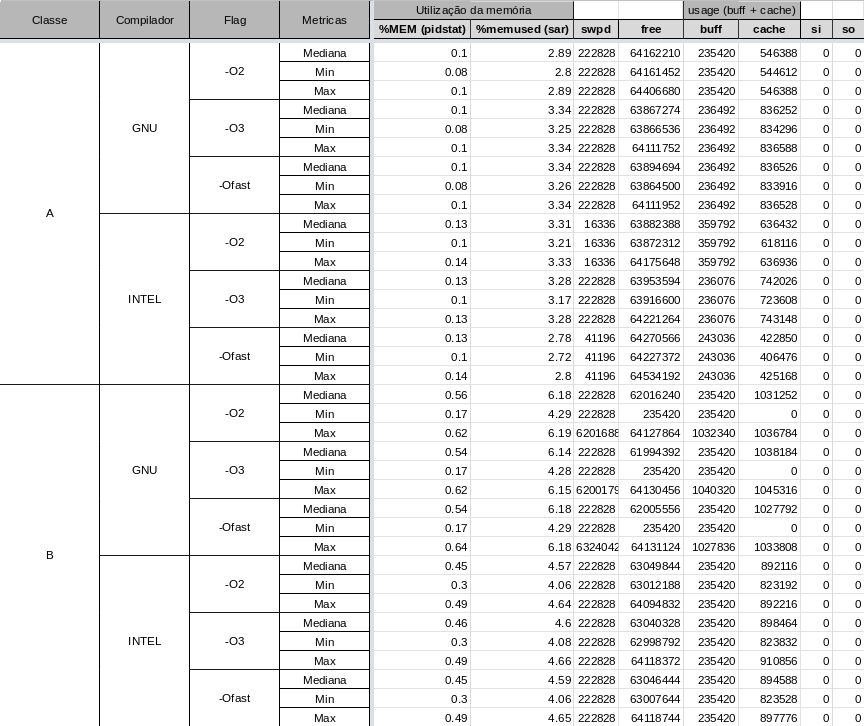 Classe Compilador Flag Metricas Utilização da memória usage (buff + cache)
%MEM (pidstat) %memused (sar) swpd free buff cache si so
A GNU -O2 Mediana 0.1 2.89 222828 64162210 235420 546388 0 0
Min 0.08 2.8 222828 64161452 235420 544612 0 0
Max 0.1 2.89 222828 64406680 235420 546388 0 0
-O3 Mediana 0.1 3.34 222828 63867274 236492 836252 0 0
Min 0.08 3.25 222828 63866536 236492 834296 0 0
Max 0.1 3.34 222828 64111752 236492 836588 0 0
-Ofast Mediana 0.1 3.34 222828 63894694 236492 836526 0 0
Min 0.08 3.26 222828 63864500 236492 833916 0 0
Max 0.1 3.34 222828 64111952 236492 836528 0 0
INTEL -O2 Mediana 0.13 3.31 16336 63882388 359792 636432 0 0
Min 0.1 3.21 16336 63872312 359792 618116 0 0
Max 0.14 3.33 16336 64175648 359792 636936 0 0
-O3 Mediana 0.13 3.28 222828 63953594 236076 742026 0 0
Min 0.1 3.17 222828 63916600 236076 723608 0 0
Max 0.13 3.28 222828 64221264 236076 743148 0 0
-Ofast Mediana 0.13 2.78 41196 64270566 243036 422850 0 0
Min 0.1 2.72 41196 64227372 243036 406476 0 0
Max 0.14 2.8 41196 64534192 243036 425168 0 0
B GNU -O2 Mediana 0.56 6.18 222828 62016240 235420 1031252 0 0
Min 0.17 4.29 222828 235420 235420 0 0 0
Max 0.62 6.19 6201688 64127864 1032340 1036784 0 0
-O3 Mediana 0.54 6.14 222828 61994392 235420 1038184 0 0
Min 0.17 4.28 222828 235420 235420 0 0 0
Max 0.62 6.15 6200179 64130456 1040320 1045316 0 0
-Ofast Mediana 0.54 6.18 222828 62005556 235420 1027792 0 0
Min 0.17 4.29 222828 235420 235420 0 0 0
Max 0.64 6.18 6324042 64131124 1027836 1033808 0 0
INTEL -O2 Mediana 0.45 4.57 222828 63049844 235420 892116 0 0
Min 0.3 4.06 222828 63012188 235420 823192 0 0
Max 0.49 4.64 222828 64094832 235420 892216 0 0
-O3 Mediana 0.46 4.6 222828 63040328 235420 898464 0 0
Min 0.3 4.08 222828 62998792 235420 823832 0 0
Max 0.49 4.66 222828 64118372 235420 910856 0 0
-Ofast Mediana 0.45 4.59 222828 63046444 235420 894588 0 0
Min 0.3 4.06 222828 63007644 235420 823528 0 0
Max 0.49 4.65 222828 64118744 235420 897776 0 0